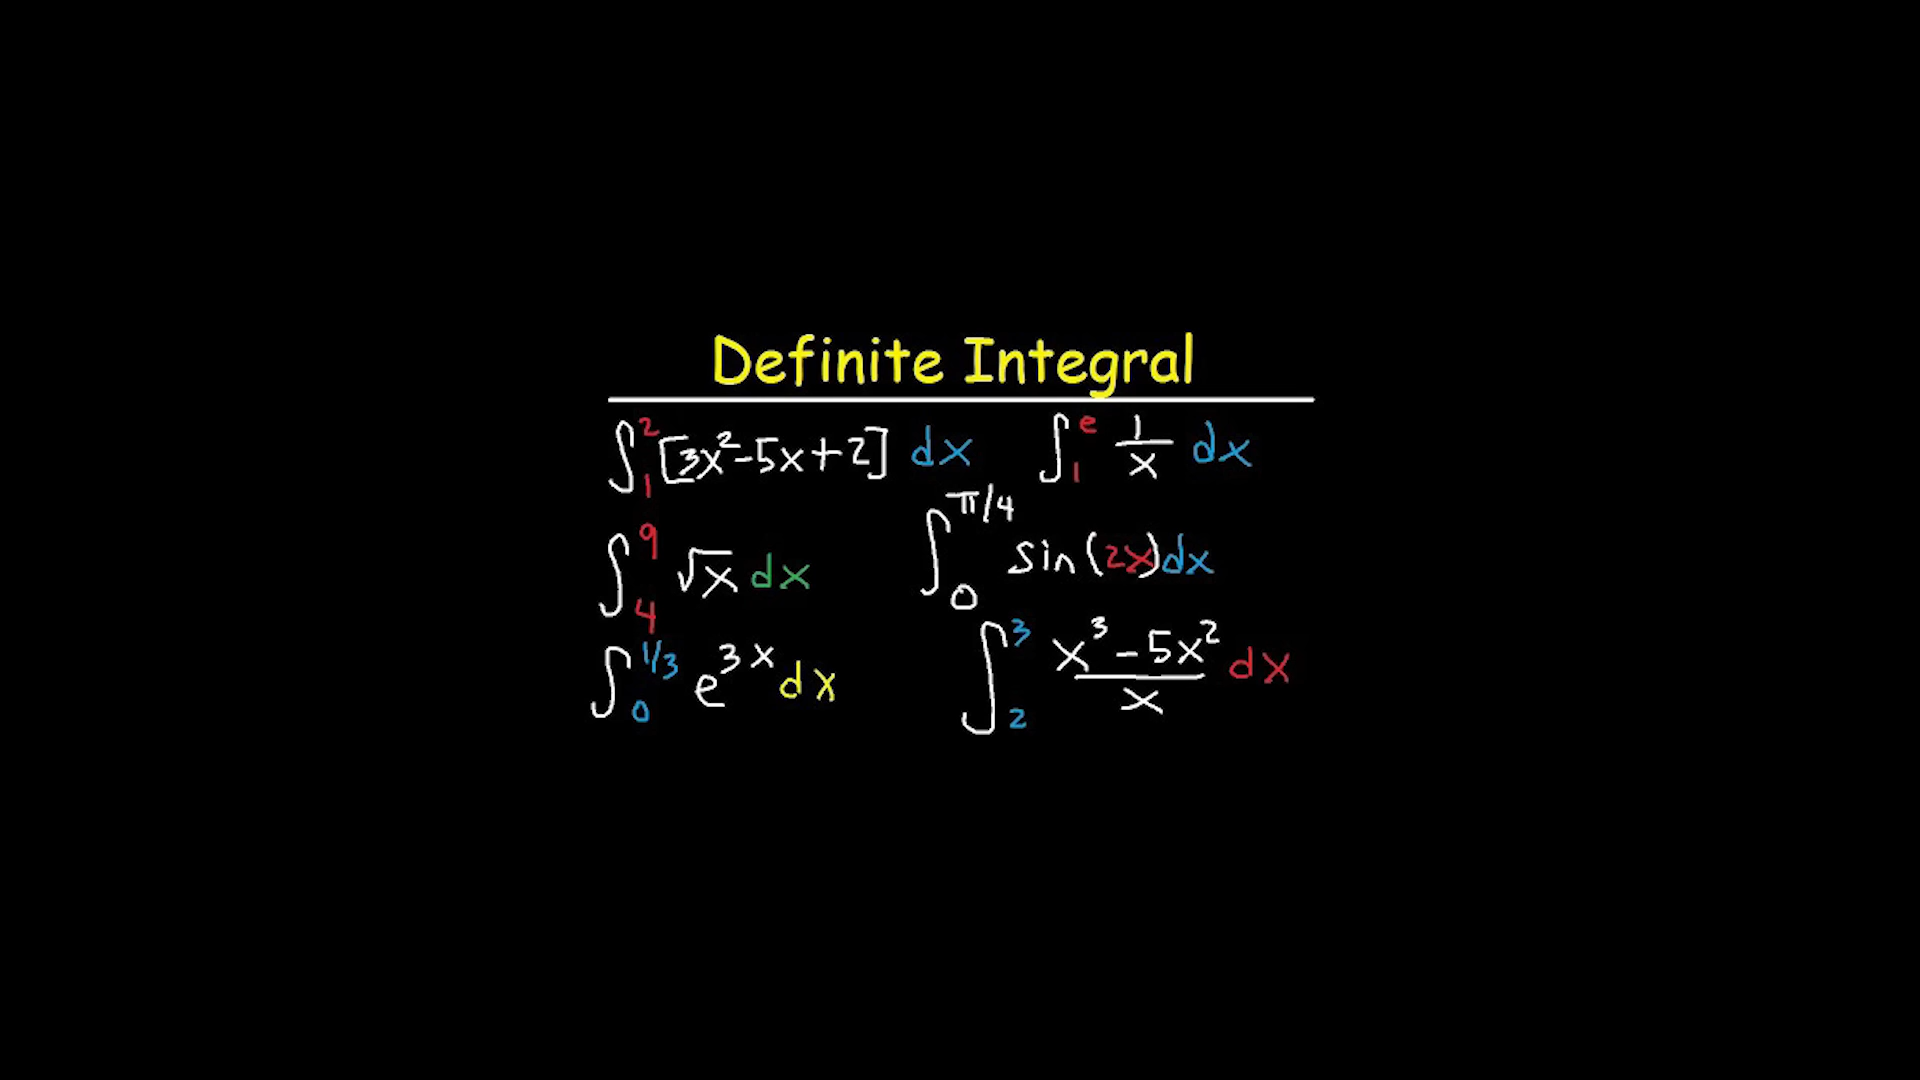 Definite Integral
∫₁² [3x²-5x+2] dx   ∫₁ᵉ 1/x dx
∫₄⁹ √x dx   ∫₀^(π/4) sin(2x)dx
∫₀^(1/3) e^(3x) dx   ∫₂³ (x³-5x²)/x dx